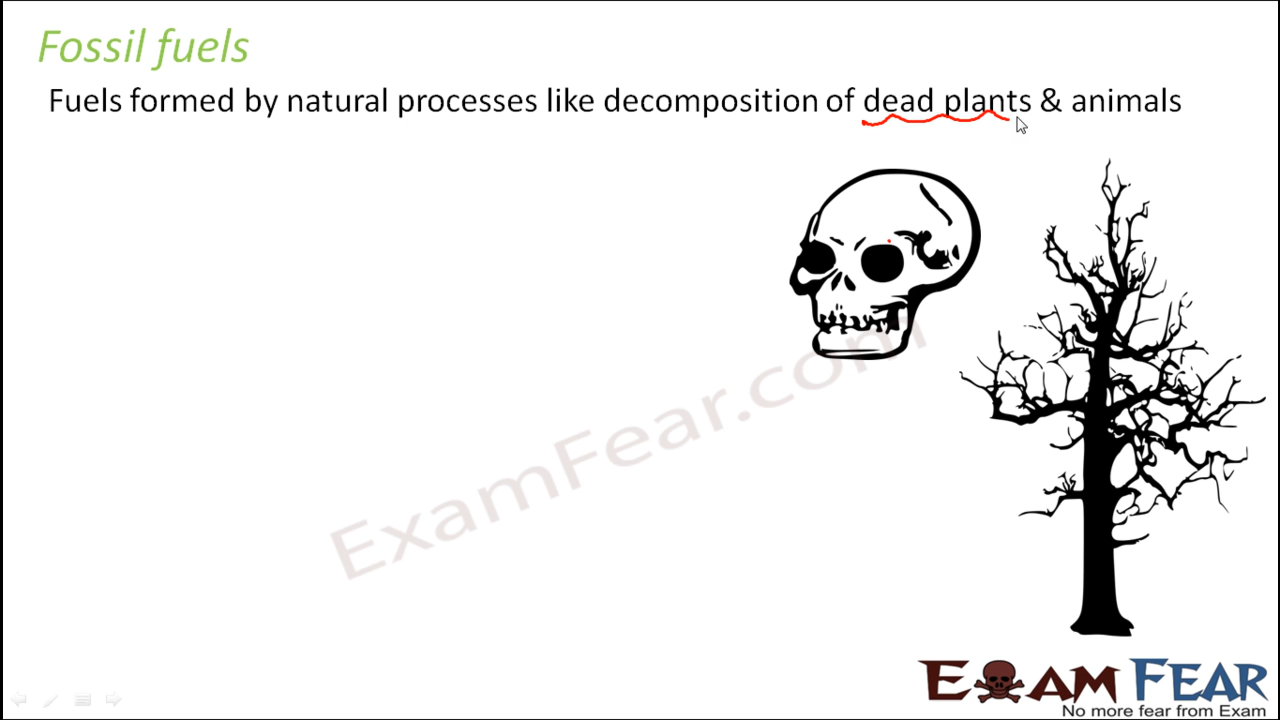 Fossil fuels
Fuels formed by natural processes like decomposition of dead plants & animals
ExamFear.com
EXAM FEAR
No more fear from Exam